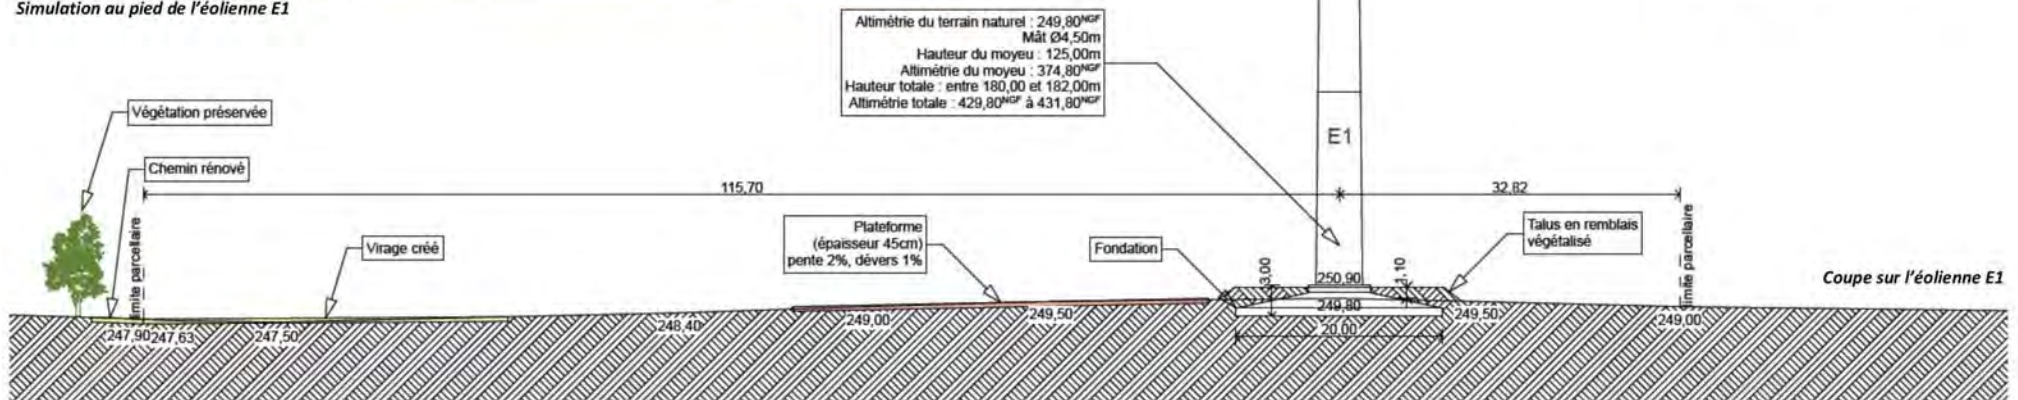 Simulation au pied de l'éolienne E1
Altimétrie du terrain naturel : 249,80NGF
Mât Ø4,50m
Hauteur du moyeu : 125,00m
Altimétrie du moyeu : 374,80NGF
Hauteur totale : entre 180,00 et 182,00m
Altimétrie totale : 429,80NGF à 431,80NGF
Végétation préservée
E1
Chemin rénové
115,70
32,82
limite parcellaire
Virage créé
Plateforme
(épaisseur 45cm)
pente 2%, dévers 1%
Fondation
Talus en remblais
végétalisé
limite parcellaire
3,00
250,90
1,10
Coupe sur l'éolienne E1
247,90
247,63
247,50
248,40
249,00
249,50
249,80
20,00
249,50
249,00